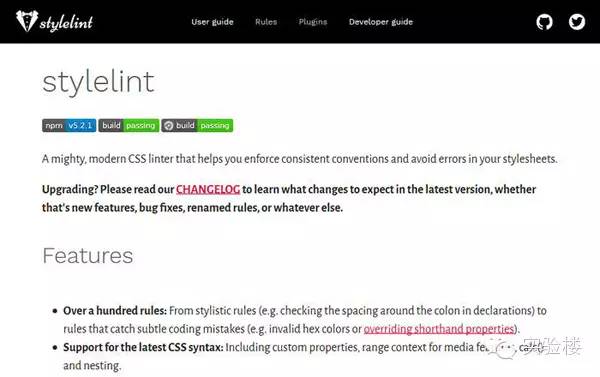 stylelint
User guide Rules Plugins Developer guide
stylelint
npm v5.2.1 build passing build passing
A mighty, modern CSS linter that helps you enforce consistent conventions and avoid errors in your stylesheets.
Upgrading? Please read our CHANGELOG to learn what changes to expect in the latest version, whether
that's new features, bug fixes, renamed rules, or whatever else.
Features
Over a hundred rules: From stylistic rules (e.g. checking the spacing around the colon in declarations) to
rules that catch subtle coding mistakes (e.g. invalid hex colors or overriding shorthand properties).
Support for the latest CSS syntax: Including custom properties, range context for media
and nesting.
实验楼